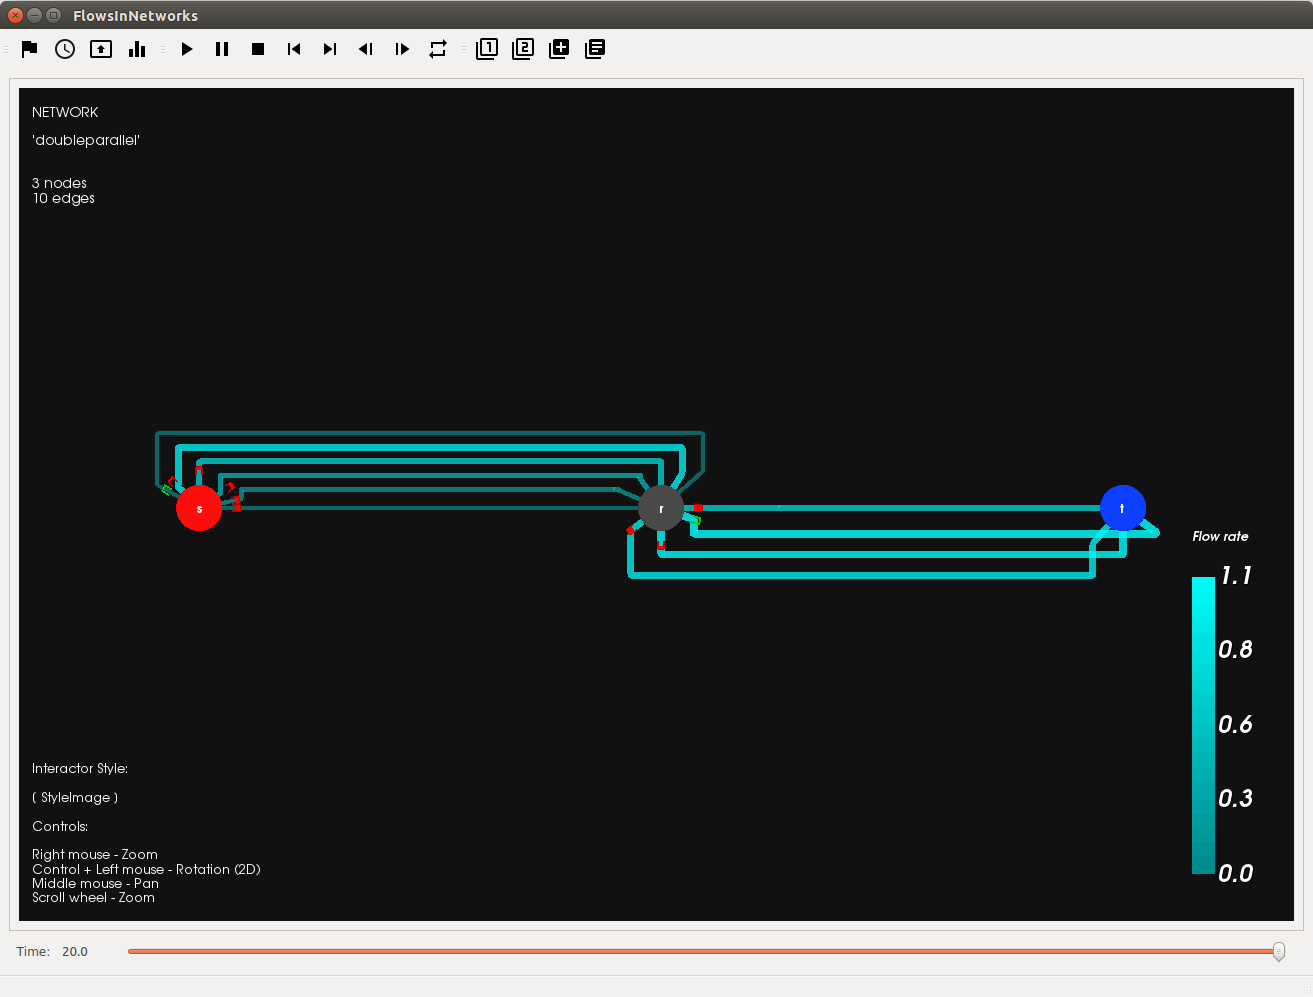 FlowsInNetworks
1
2
NETWORK
'doubleparallel'
3 nodes
10 edges
s
r
t
Flow rate
1.1
0.8
0.6
0.3
0.0
Interactor Style:
( StyleImage )
Controls:
Right mouse - Zoom
Control + Left mouse - Rotation (2D)
Middle mouse - Pan
Scroll wheel - Zoom
Time: 20.0